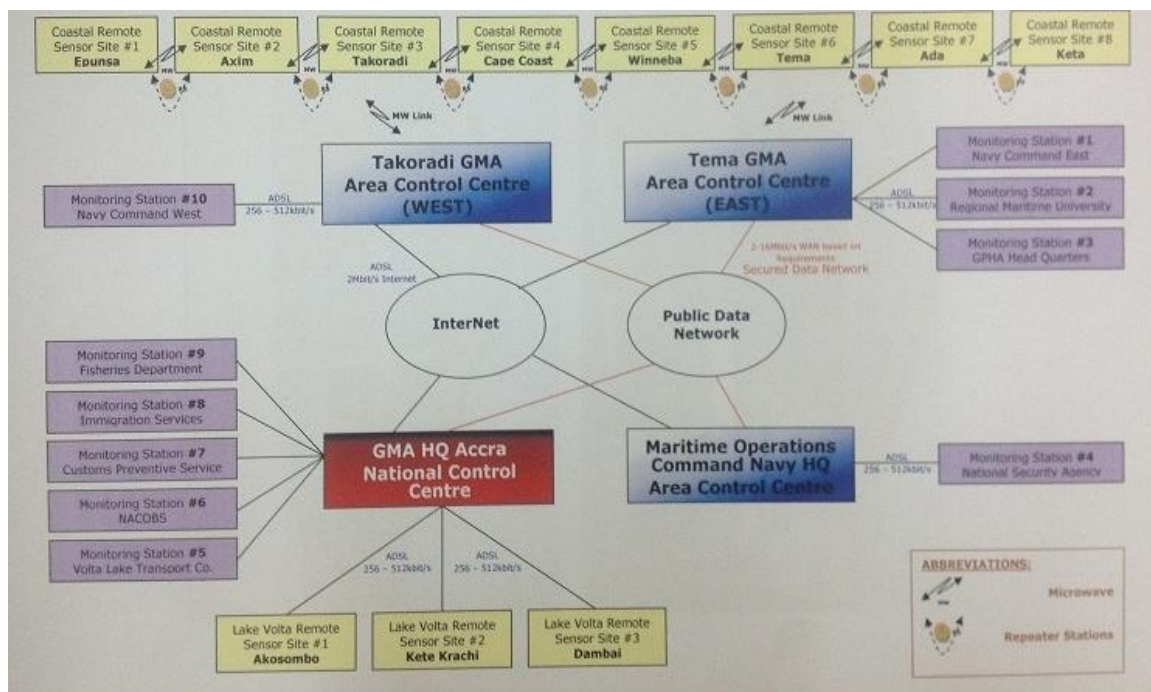 Coastal Remote
Sensor Site #1
Epunsa
Coastal Remote
Sensor Site #2
Axim
Coastal Remote
Sensor Site #3
Takoradi
Coastal Remote
Sensor Site #4
Cape Coast
Coastal Remote
Sensor Site #5
Winneba
Coastal Remote
Sensor Site #6
Tema
Coastal Remote
Sensor Site #7
Ada
Coastal Remote
Sensor Site #8
Keta
MW Link
MW Link
Takoradi GMA
Area Control Centre
(WEST)
Tema GMA
Area Control Centre
(EAST)
Monitoring Station #1
Navy Command East
Monitoring Station #10
Navy Command West
ADSL
256 – 512kbit/s
ADSL
256 – 512kbit/s
Monitoring Station #2
Regional Maritime University
Monitoring Station #3
GPHA Head Quarters
ADSL
2Mbit/s Internet
2-16Mbit/s WAN based on
Requirements
Secured Data Network
InterNet
Public Data
Network
Monitoring Station #9
Fisheries Department
Monitoring Station #8
Immigration Services
Monitoring Station #7
Customs Preventive Service
Monitoring Station #6
NACOBS
Monitoring Station #5
Volta Lake Transport Co.
GMA HQ Accra
National Control
Centre
Maritime Operations
Command Navy HQ
Area Control Centre
ADSL
256 – 512kbit/s
Monitoring Station #4
National Security Agency
ADSL
256 – 512kbit/s
ADSL
256 – 512kbit/s
Lake Volta Remote
Sensor Site #1
Akosombo
Lake Volta Remote
Sensor Site #2
Kete Krachi
Lake Volta Remote
Sensor Site #3
Dambai
ABBREVIATIONS:
Microwave
Repeater Stations